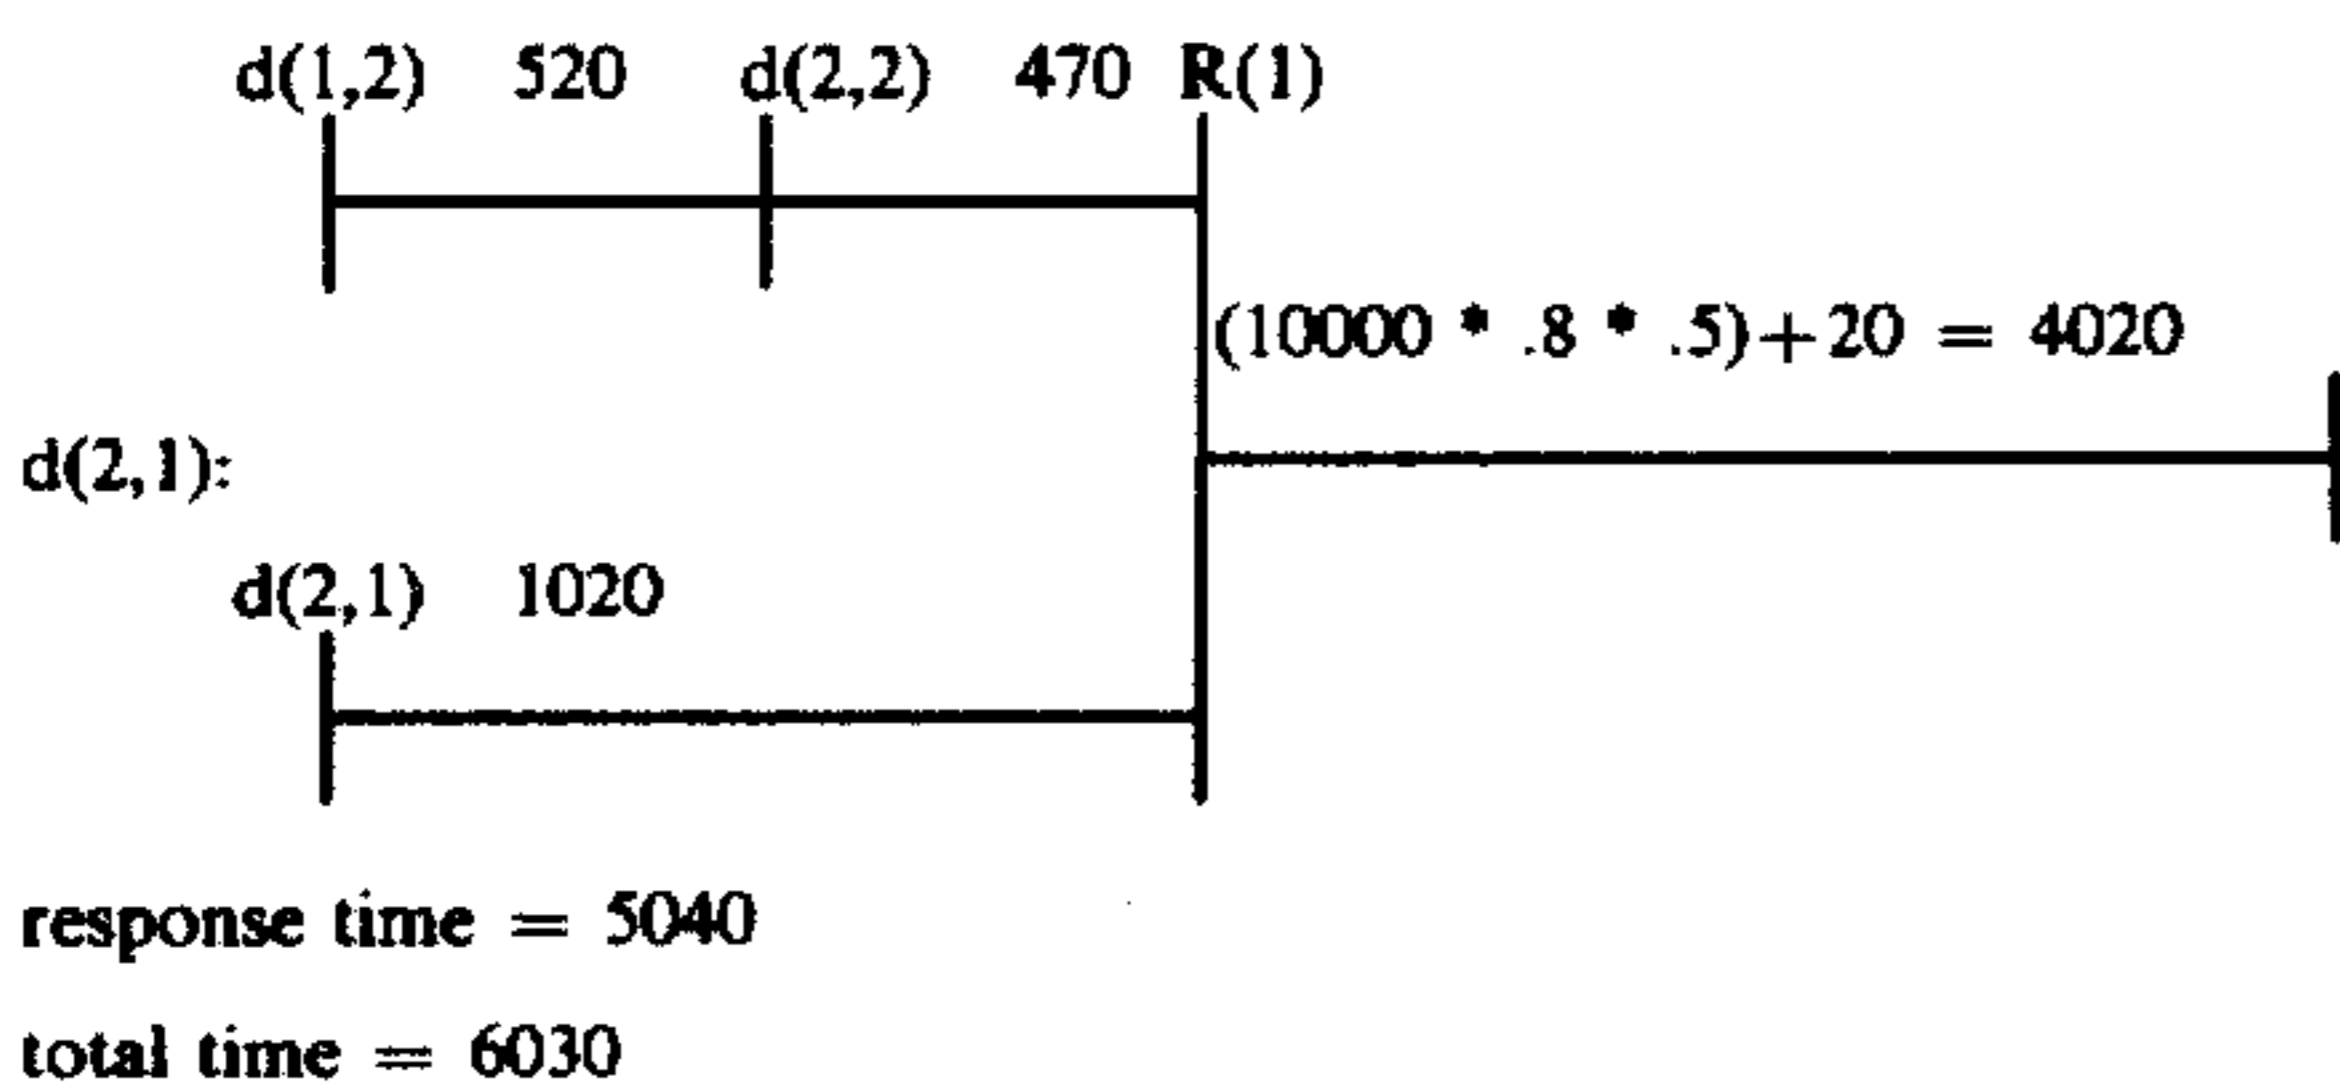 d(1,2) 520 d(2,2) 470 R(1)
(10000 * .8 * .5)+20 = 4020
d(2,1):
d(2,1) 1020
response time = 5040
total time = 6030